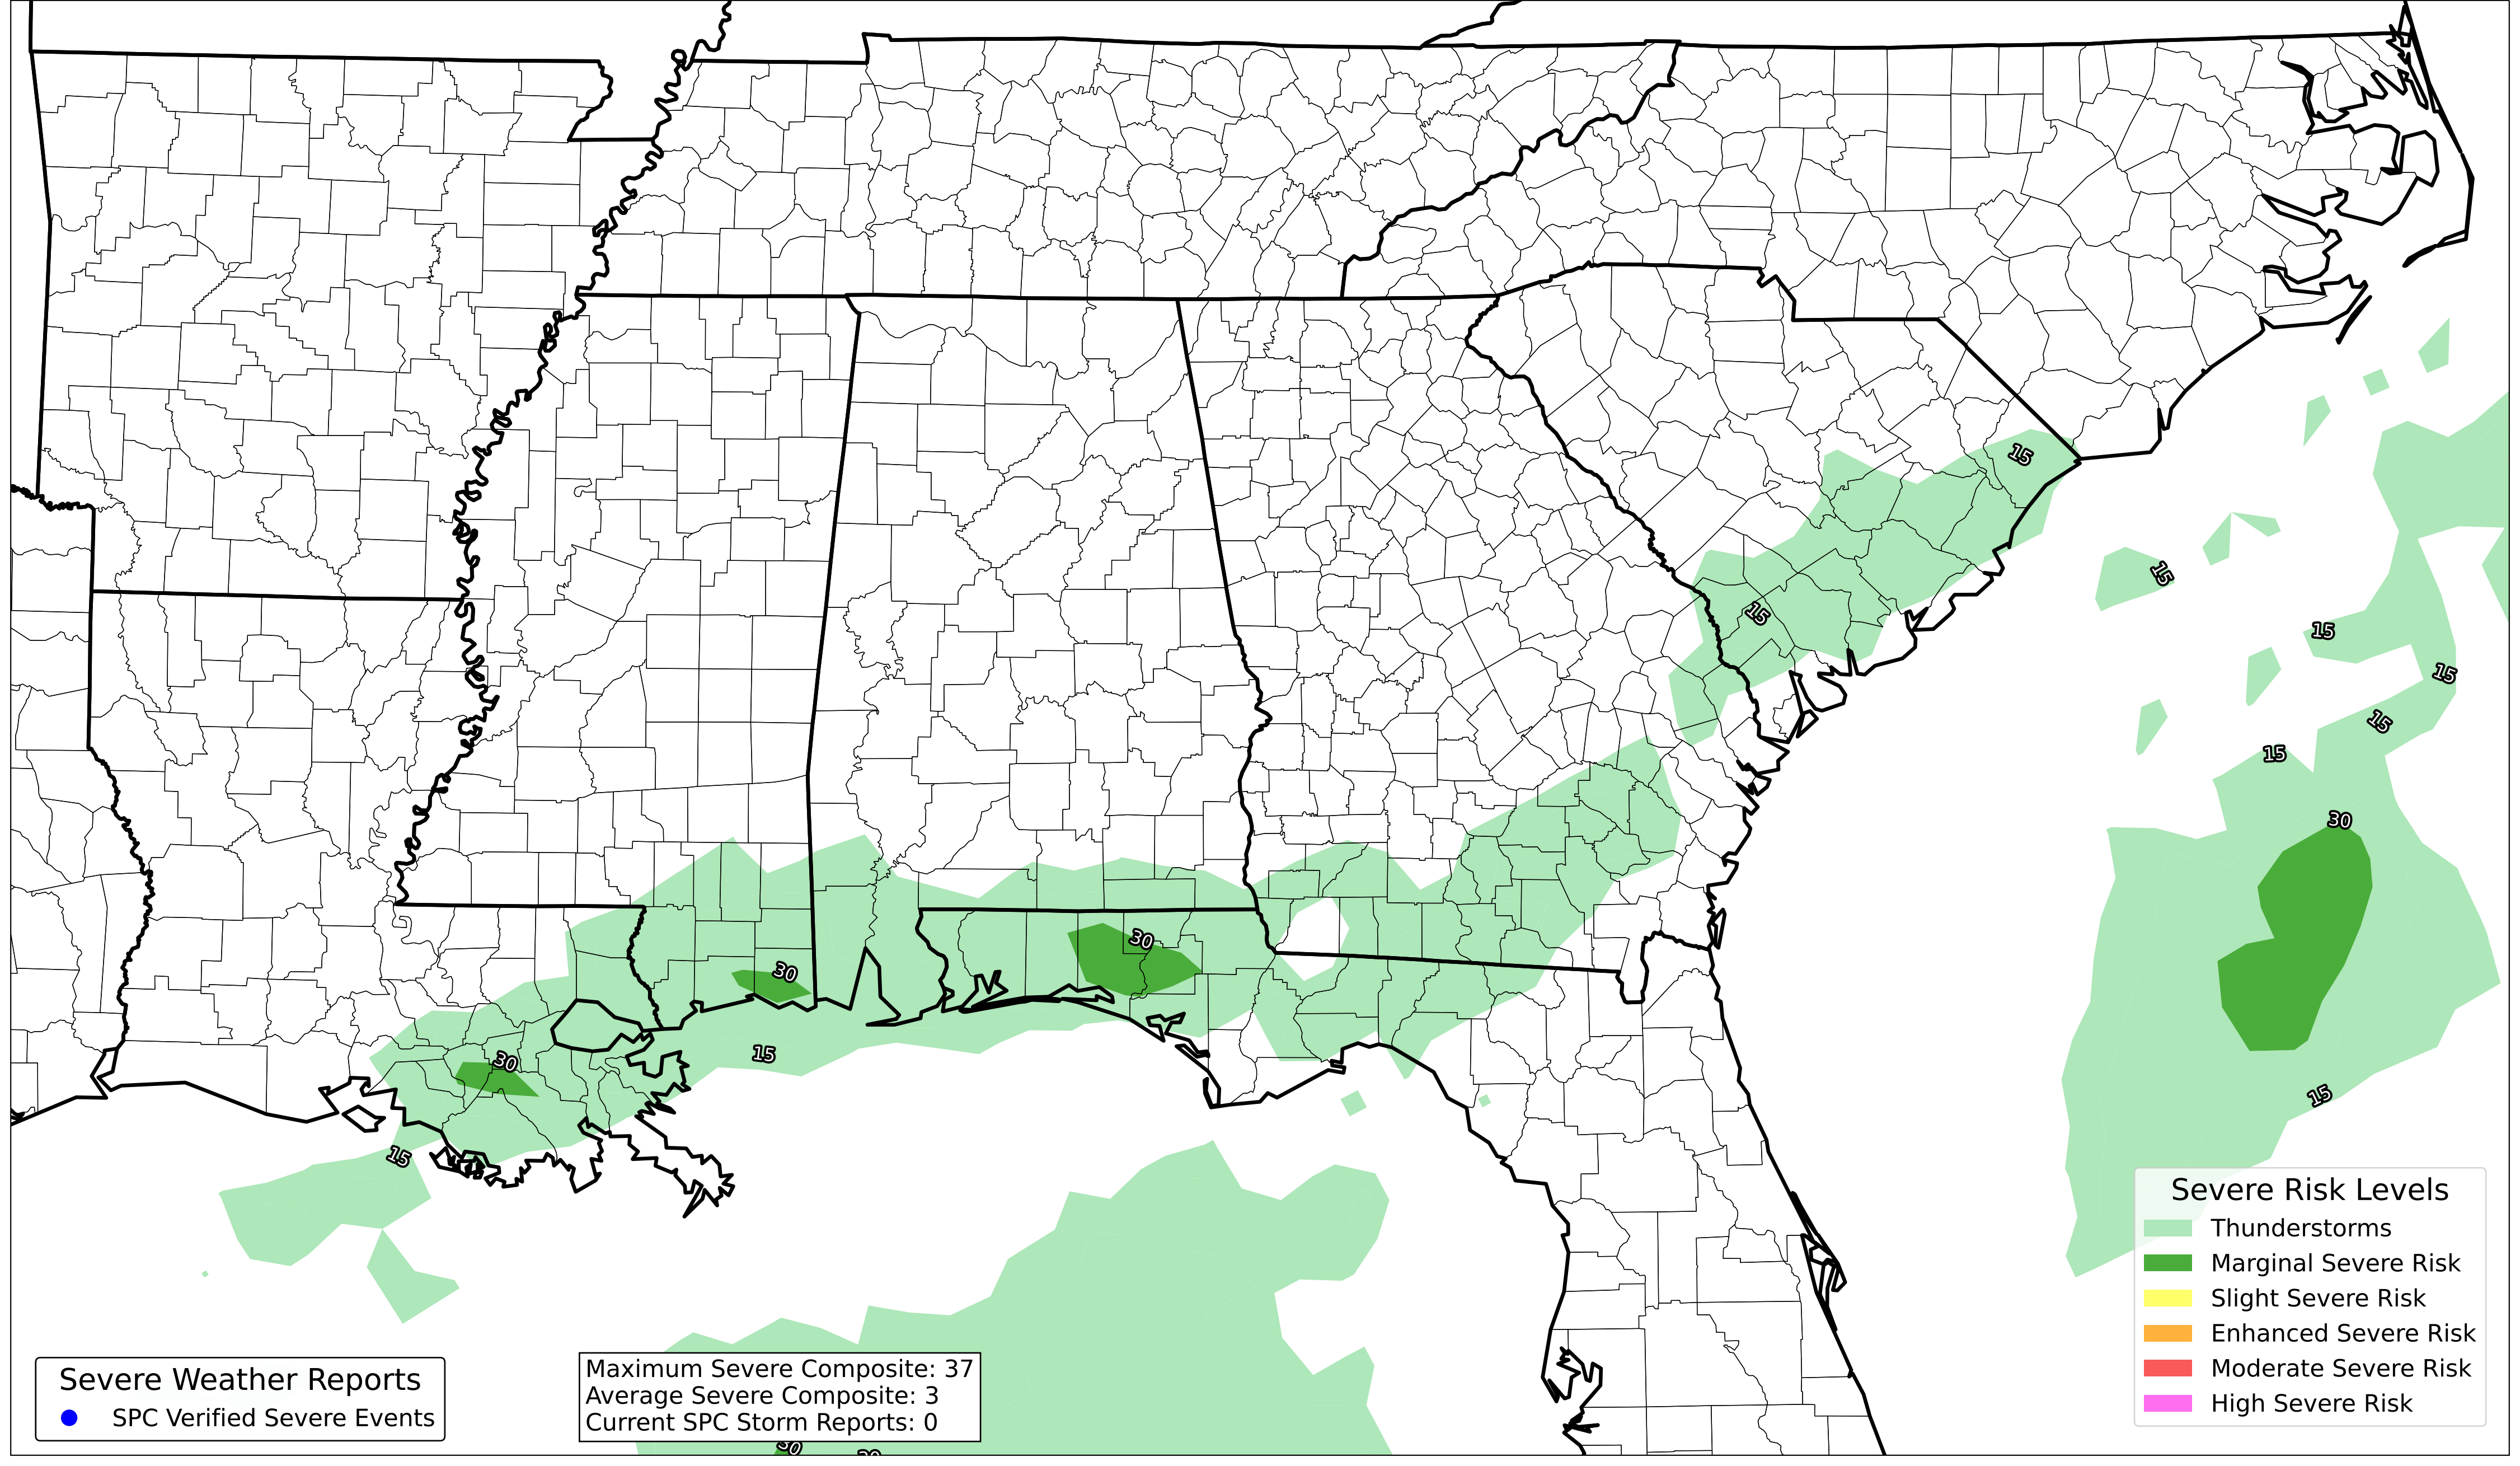 15
15
15
15
15
15
15
30
30
30
15
30
15
15
Severe Risk Levels
Thunderstorms
Marginal Severe Risk
Slight Severe Risk
Enhanced Severe Risk
Moderate Severe Risk
High Severe Risk
Severe Weather Reports
SPC Verified Severe Events
Maximum Severe Composite: 37
Average Severe Composite: 3
Current SPC Storm Reports: 0
30